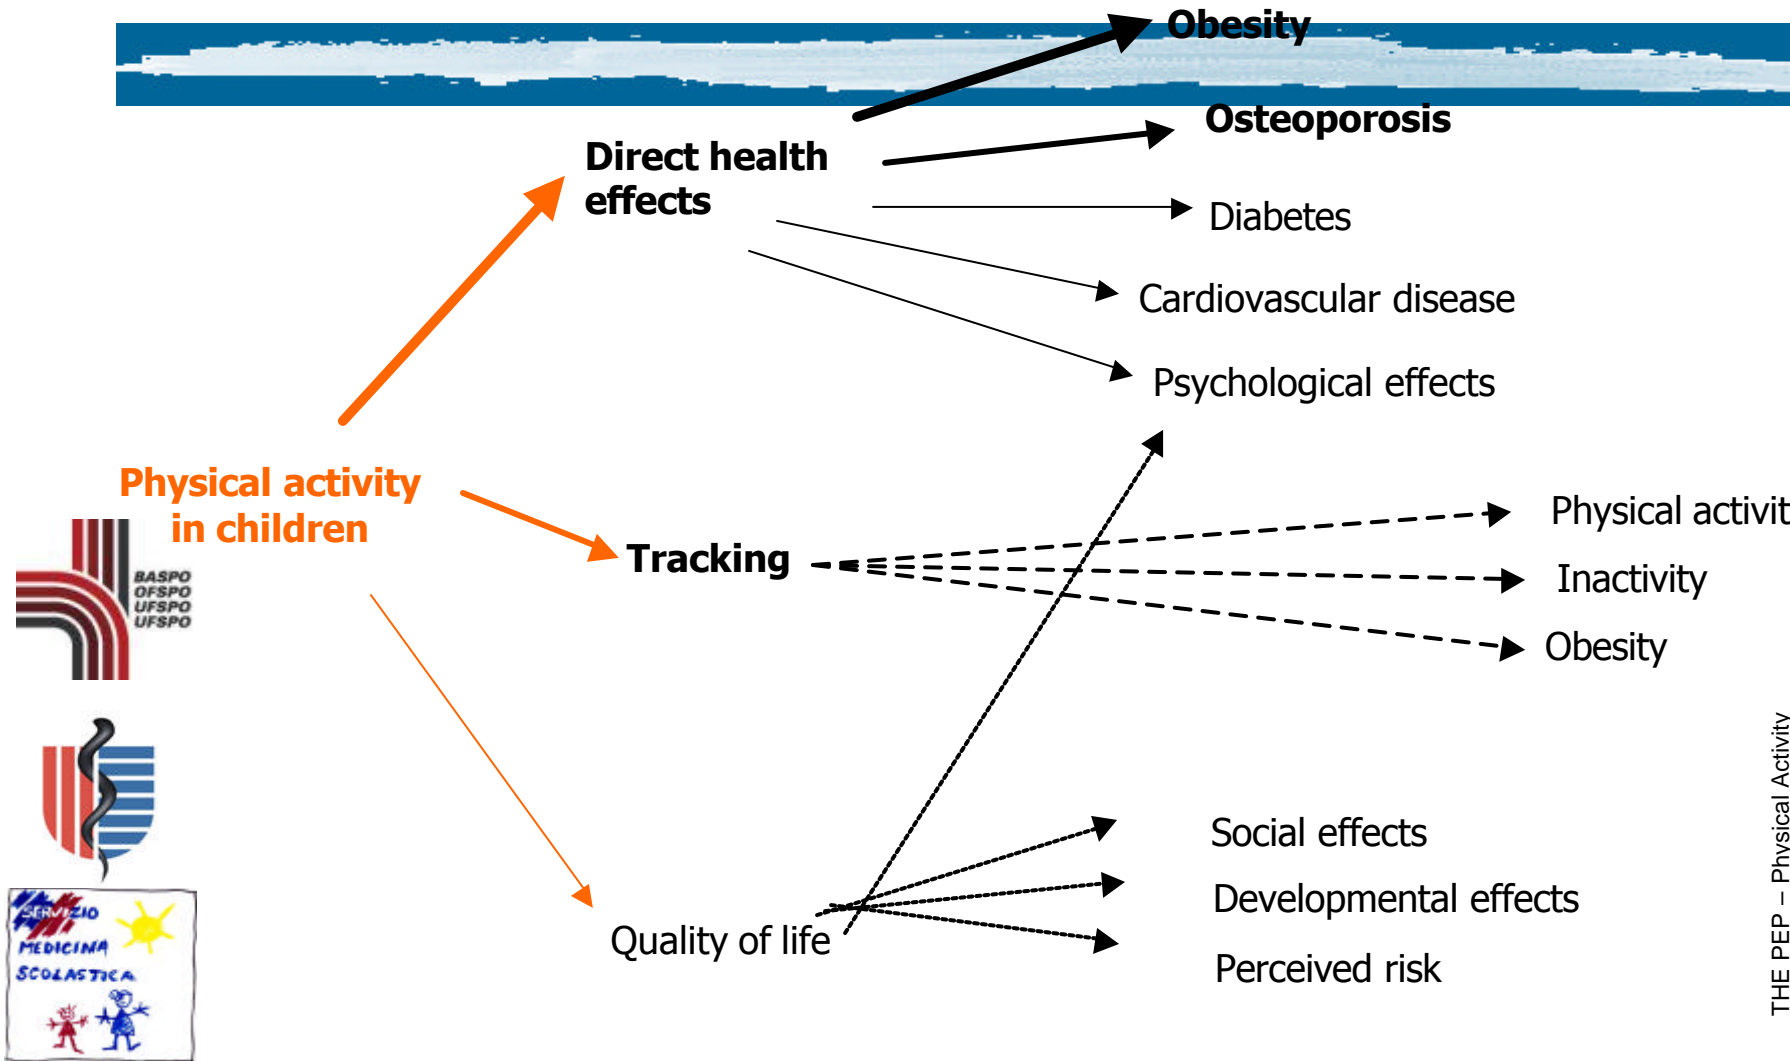 Obesity
Osteoporosis
Direct health
effects
Diabetes
Cardiovascular disease
Psychological effects
Physical activity
in children
Physical activit
Tracking
Inactivity
Obesity
BASPO
OFSPO
UFSPO
UFSPO
Social effects
Developmental effects
Quality of life
Perceived risk
SERVIZIO
MEDICINA
SCOLASTICA
THE PEP – Physical Activity